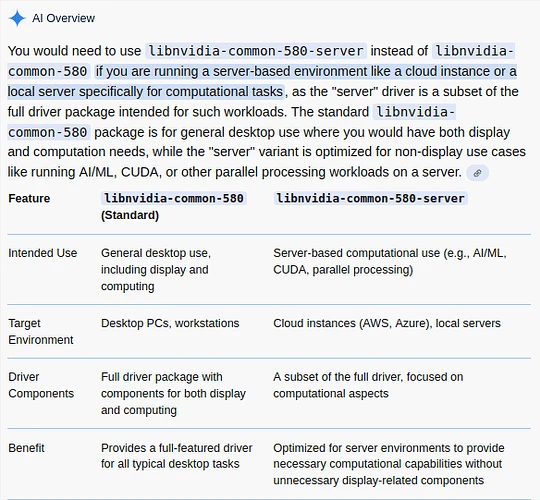 AI Overview
You would need to use libnvidia-common-580-server instead of libnvidia-
common-580 if you are running a server-based environment like a cloud instance or a
local server specifically for computational tasks, as the "server" driver is a subset of the
full driver package intended for such workloads. The standard libnvidia-
common-580 package is for general desktop use where you would have both display
and computation needs, while the "server" variant is optimized for non-display use cases
like running AI/ML, CUDA, or other parallel processing workloads on a server.
Feature libnvidia-common-580 libnvidia-common-580-server
(Standard)
Intended Use General desktop use, Server-based computational use (e.g., AI/ML,
including display and CUDA, parallel processing)
computing
Target Desktop PCs, workstations Cloud instances (AWS, Azure), local servers
Environment
Driver Full driver package with A subset of the full driver, focused on
Components components for both display computational aspects
and computing
Benefit Provides a full-featured driver Optimized for server environments to provide
for all typical desktop tasks necessary computational capabilities without
unnecessary display-related components